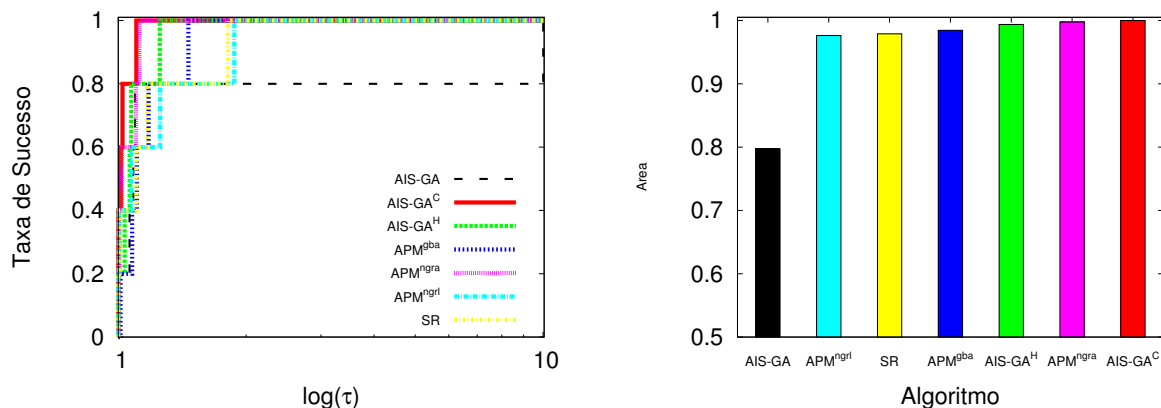 Taxa de Sucesso
1
0.8
0.6
0.4
0.2
0
1
10
log(τ)
AIS-GA
AIS-GA^C
AIS-GA^H
APM^gba
APM^ngra
APM^ngrl
SR
Area
1
0.9
0.8
0.7
0.6
0.5
AIS-GA APM^ngrl SR APM^gba AIS-GA^H APM^ngra AIS-GA^C
Algoritmo